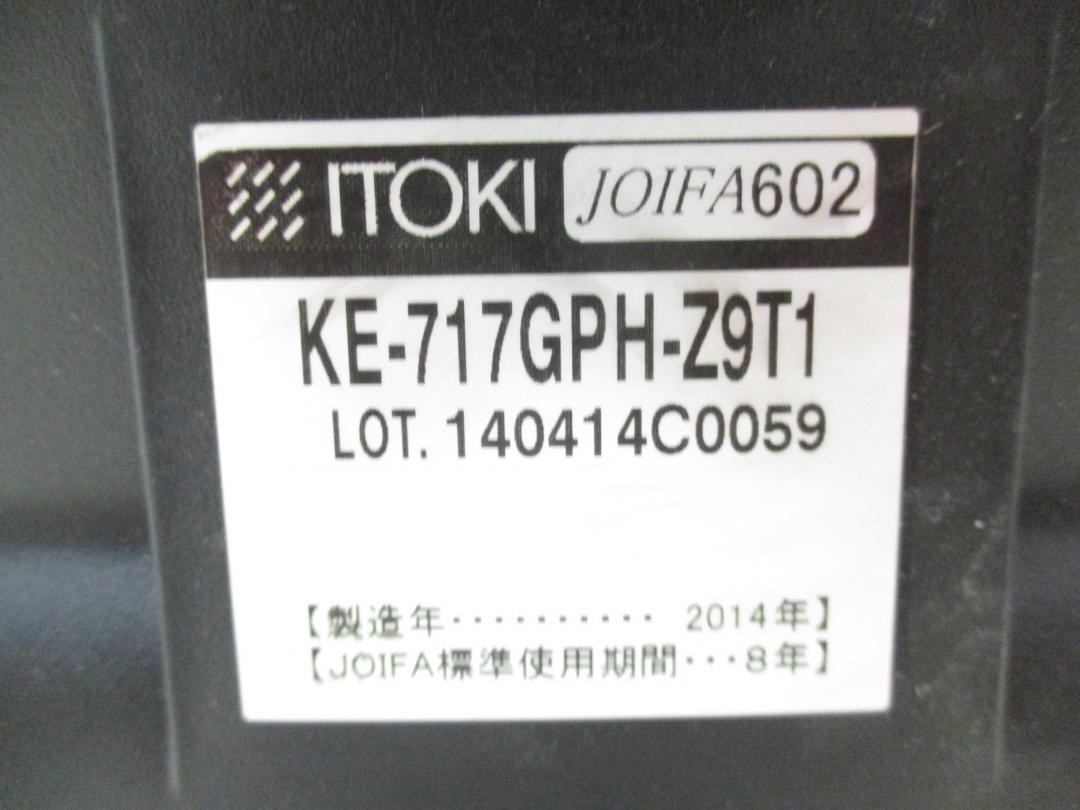 ITOKI JOIFA602
KE-717GPH-Z9T1
LOT. 140414C0059
【製造年・・・・・・・・・・ 2014年】
【JOIFA標準使用期間・・・8年】